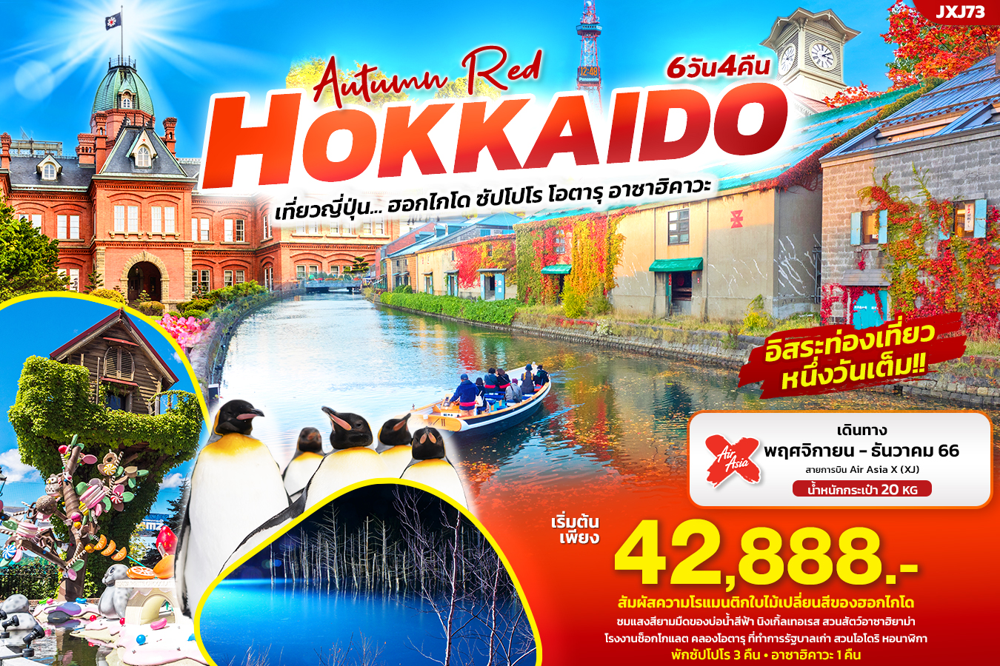 JXJ73
Autumn Red
6วัน4คืน
HOKKAIDO
เที่ยวญี่ปุ่น... ฮอกไกโด ซัปโปโร โอตารุ อาซาฮิคาวะ
12:48
Panasonic
อิสระท่องเที่ยว
หนึ่งวันเต็ม!!
Air Asia
เดินทาง
พฤศจิกายน - ธันวาคม 66
สายการบิน Air Asia X (XJ)
น้ำหนักกระเป๋า 20 KG
เริ่มต้น
เพียง
42,888.-
สัมผัสความโรแมนติกใบไม้เปลี่ยนสีของฮอกไกโด
ชมแสงสียามมืดของบ่อน้ำสีฟ้า นิงเกิ้ลเทอเรส สวนสัตว์อาซาฮิยาม่า
โรงงานช็อกโกแลต คลองโอตารุ ที่ทำการรัฐบาลเก่า สวนโอโดริ หอนาฬิกา
พักซัปโปโร 3 คืน • อาซาฮิคาวะ 1 คืน